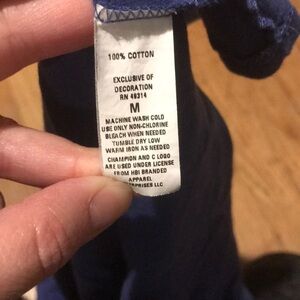 100% COTTON
EXCLUSIVE OF
DECORATION
RN 49314
M
MACHINE WASH COLD
USE ONLY NON-CHLORINE
BLEACH WHEN NEEDED
TUMBLE DRY LOW
WARM IRON AS NEEDED
CHAMPION AND C LOGO
ARE USED UNDER LICENSE
FROM HBI BRANDED
APPAREL
ERPRISES LLC